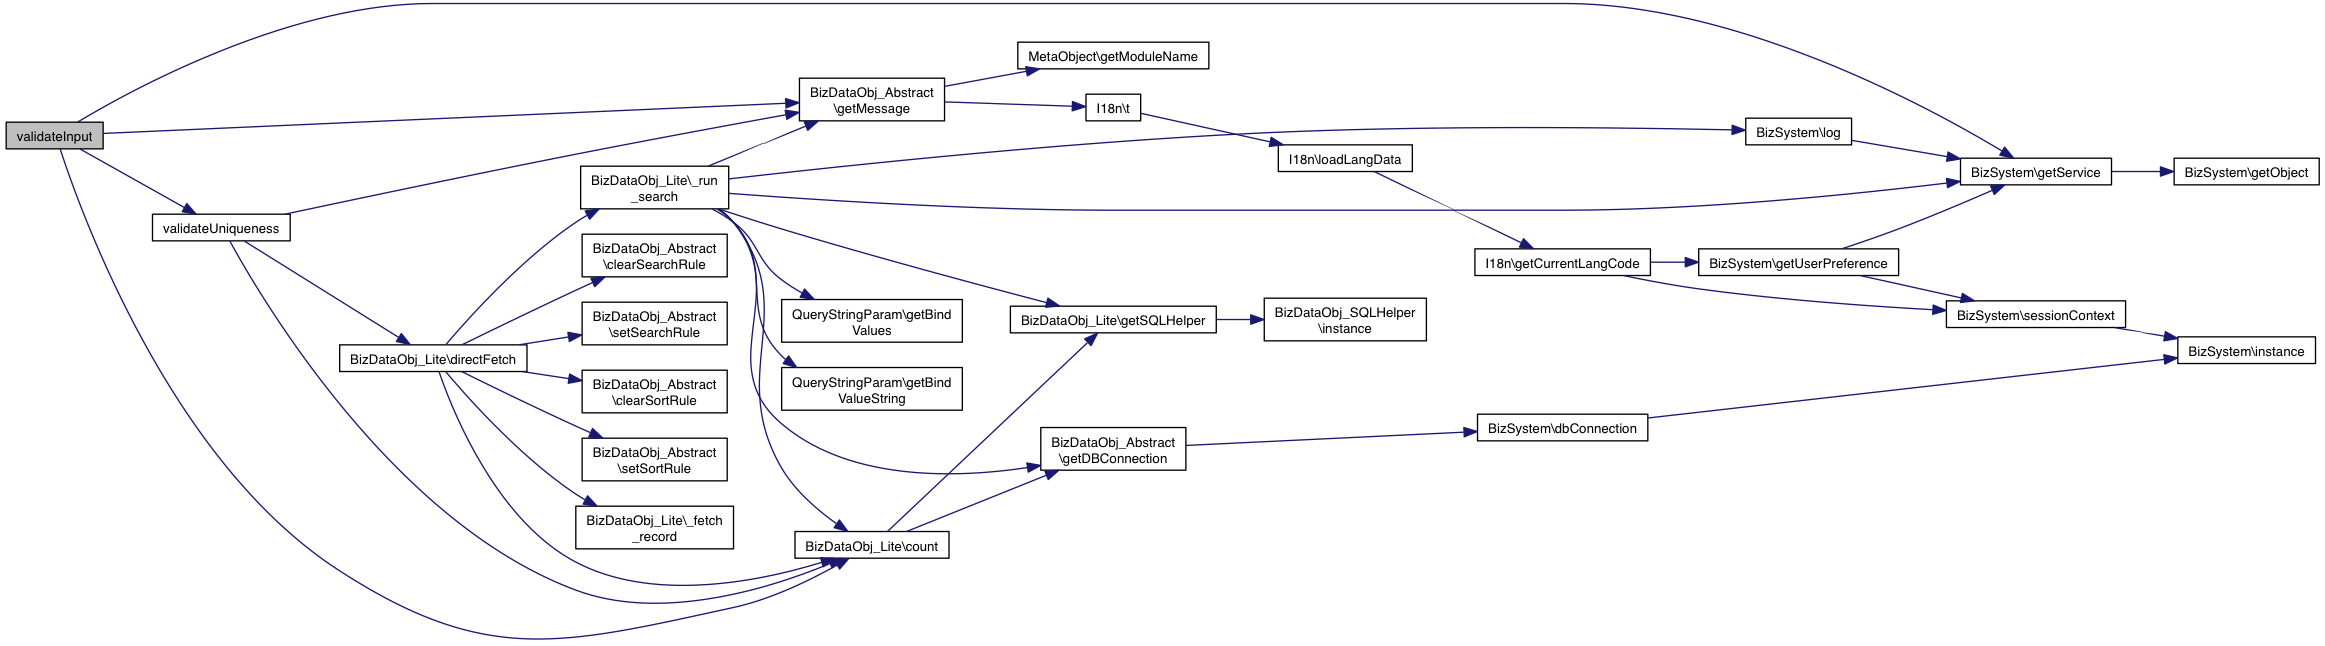 validateInput
validateUniqueness
BizDataObj_Lite\directFetch
BizDataObj_Lite\_run
_search
BizDataObj_Abstract
\clearSearchRule
BizDataObj_Abstract
\setSearchRule
BizDataObj_Abstract
\clearSortRule
BizDataObj_Abstract
\setSortRule
BizDataObj_Lite\_fetch
_record
BizDataObj_Abstract
\getMessage
QueryStringParam\getBind
Values
QueryStringParam\getBind
ValueString
BizDataObj_Lite\count
MetaObject\getModuleName
I18n\t
BizDataObj_Lite\getSQLHelper
BizDataObj_Abstract
\getDBConnection
I18n\loadLangData
BizDataObj_SQLHelper
\instance
I18n\getCurrentLangCode
BizSystem\dbConnection
BizSystem\log
BizSystem\getUserPreference
BizSystem\getService
BizSystem\sessionContext
BizSystem\getObject
BizSystem\instance